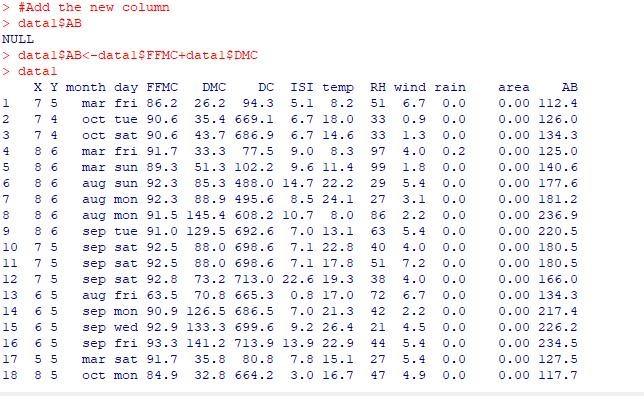 > #Add the new column
> data1$AB
NULL
> data1$AB<-data1$FFMC+data1$DMC
> data1
X Y month day FFMC DMC DC ISI temp RH wind rain area AB
1 7 5 mar fri 86.2 26.2 94.3 5.1 8.2 51 6.7 0.0 0.00 112.4
2 7 4 oct tue 90.6 35.4 669.1 6.7 18.0 33 0.9 0.0 0.00 126.0
3 7 4 oct sat 90.6 43.7 686.9 6.7 14.6 33 1.3 0.0 0.00 134.3
4 8 6 mar fri 91.7 33.3 77.5 9.0 8.3 97 4.0 0.2 0.00 125.0
5 8 6 mar sun 89.3 51.3 102.2 9.6 11.4 99 1.8 0.0 0.00 140.6
6 8 6 aug sun 92.3 85.3 488.0 14.7 22.2 29 5.4 0.0 0.00 177.6
7 8 6 aug mon 92.3 88.9 495.6 8.5 24.1 27 3.1 0.0 0.00 181.2
8 8 6 aug mon 91.5 145.4 608.2 10.7 8.0 86 2.2 0.0 0.00 236.9
9 8 6 sep tue 91.0 129.5 692.6 7.0 13.1 63 5.4 0.0 0.00 220.5
10 7 5 sep sat 92.5 88.0 698.6 7.1 22.8 40 4.0 0.0 0.00 180.5
11 7 5 sep sat 92.5 88.0 698.6 7.1 17.8 51 7.2 0.0 0.00 180.5
12 7 5 sep sat 92.8 73.2 713.0 22.6 19.3 38 4.0 0.0 0.00 166.0
13 6 5 aug fri 63.5 70.8 665.3 0.8 17.0 72 6.7 0.0 0.00 134.3
14 6 5 sep mon 90.9 126.5 686.5 7.0 21.3 42 2.2 0.0 0.00 217.4
15 6 5 sep wed 92.9 133.3 699.6 9.2 26.4 21 4.5 0.0 0.00 226.2
16 6 5 sep fri 93.3 141.2 713.9 13.9 22.9 44 5.4 0.0 0.00 234.5
17 5 5 mar sat 91.7 35.8 80.8 7.8 15.1 27 5.4 0.0 0.00 127.5
18 8 5 oct mon 84.9 32.8 664.2 3.0 16.7 47 4.9 0.0 0.00 117.7